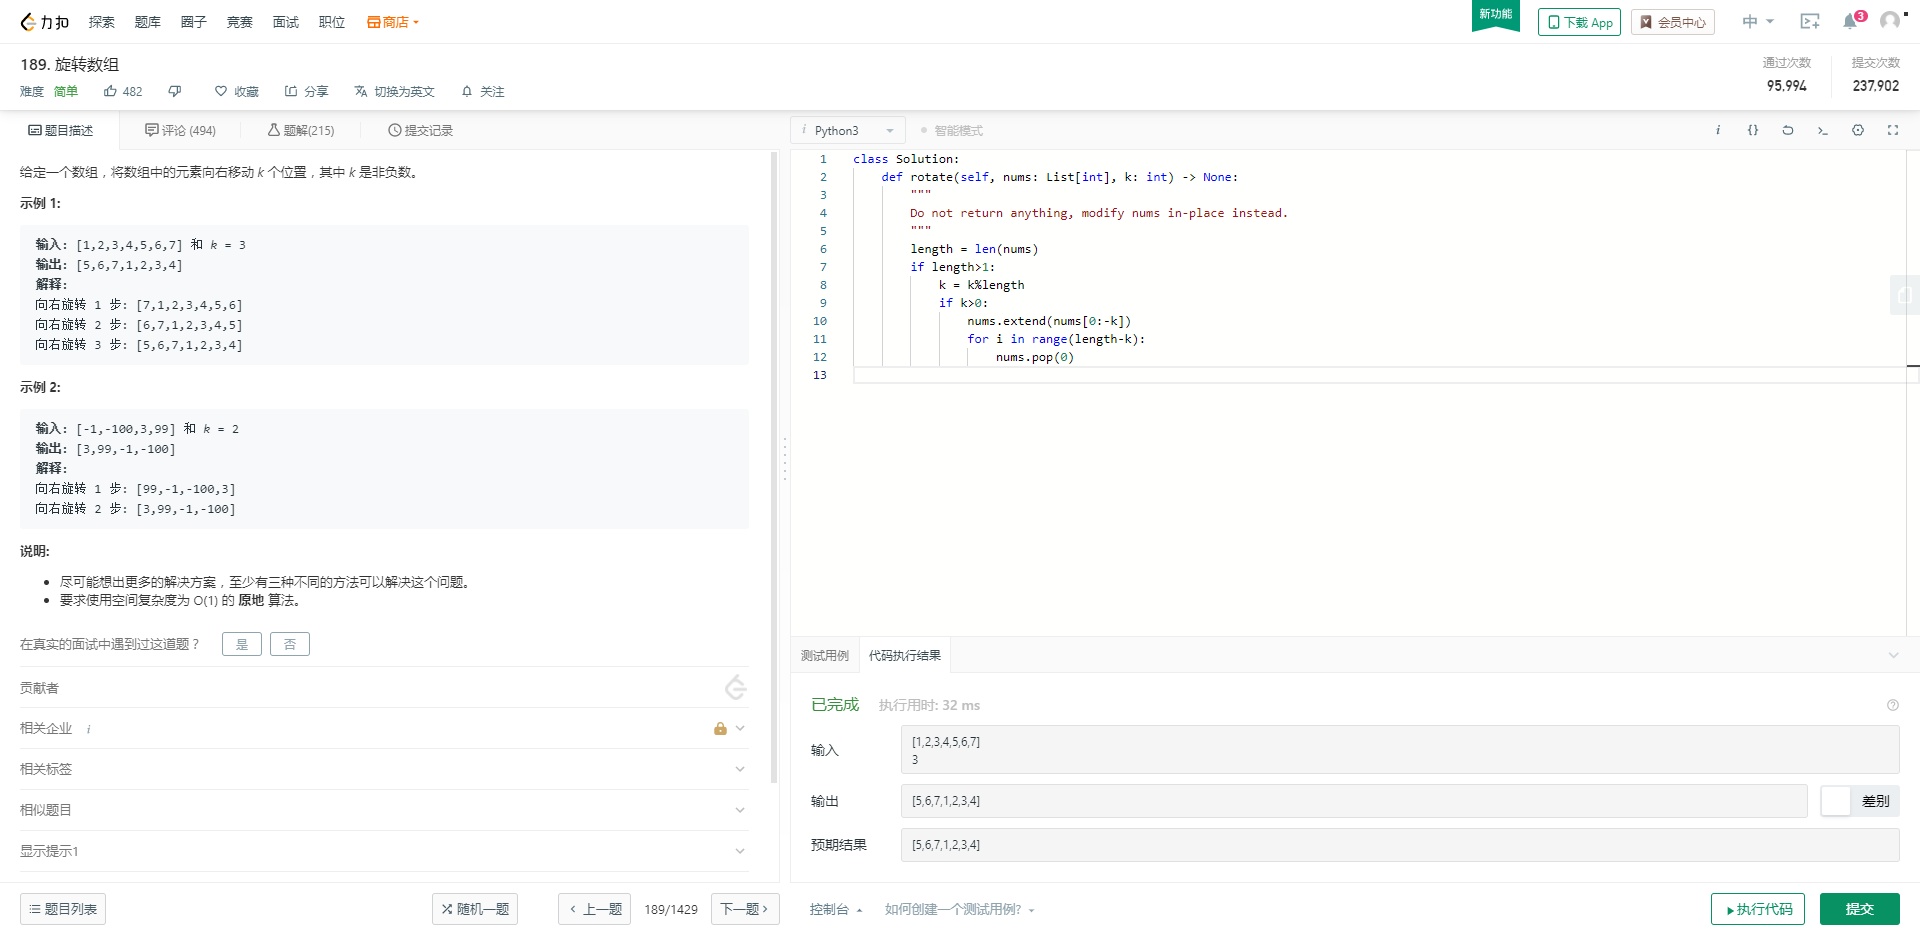 力扣 探索 题库 圈子 竞赛 面试 职位 商店 新功能 下载 App 会员中心 中 3
189. 旋转数组
难度 简单 482 收藏 分享 切换为英文 关注
通过次数 提交次数
95,994 237,902
题目描述 评论 (494) 题解(215) 提交记录
给定一个数组，将数组中的元素向右移动 k 个位置，其中 k 是非负数。
示例 1:
输入: [1,2,3,4,5,6,7] 和 k = 3
输出: [5,6,7,1,2,3,4]
解释:
向右旋转 1 步: [7,1,2,3,4,5,6]
向右旋转 2 步: [6,7,1,2,3,4,5]
向右旋转 3 步: [5,6,7,1,2,3,4]
示例 2:
输入: [-1,-100,3,99] 和 k = 2
输出: [3,99,-1,-100]
解释:
向右旋转 1 步: [99,-1,-100,3]
向右旋转 2 步: [3,99,-1,-100]
说明:
• 尽可能想出更多的解决方案，至少有三种不同的方法可以解决这个问题。
• 要求使用空间复杂度为 O(1) 的 原地 算法。
在真实的面试中遇到过这道题？ 是 否
贡献者
相关企业 i
相关标签
相似题目
显示提示1
题目列表 随机一题 上一题 189/1429 下一题
i Python3 智能模式 i {}
1 class Solution:
2 def rotate(self, nums: List[int], k: int) -> None:
3 """
4 Do not return anything, modify nums in-place instead.
5 """
6 length = len(nums)
7 if length>1:
8 k = k%length
9 if k>0:
10 nums.extend(nums[0:-k])
11 for i in range(length-k):
12 nums.pop(0)
13
测试用例 代码执行结果
已完成 执行用时: 32 ms
输入 [1,2,3,4,5,6,7]
3
输出 [5,6,7,1,2,3,4] 差别
预期结果 [5,6,7,1,2,3,4]
控制台 如何创建一个测试用例? 执行代码 提交